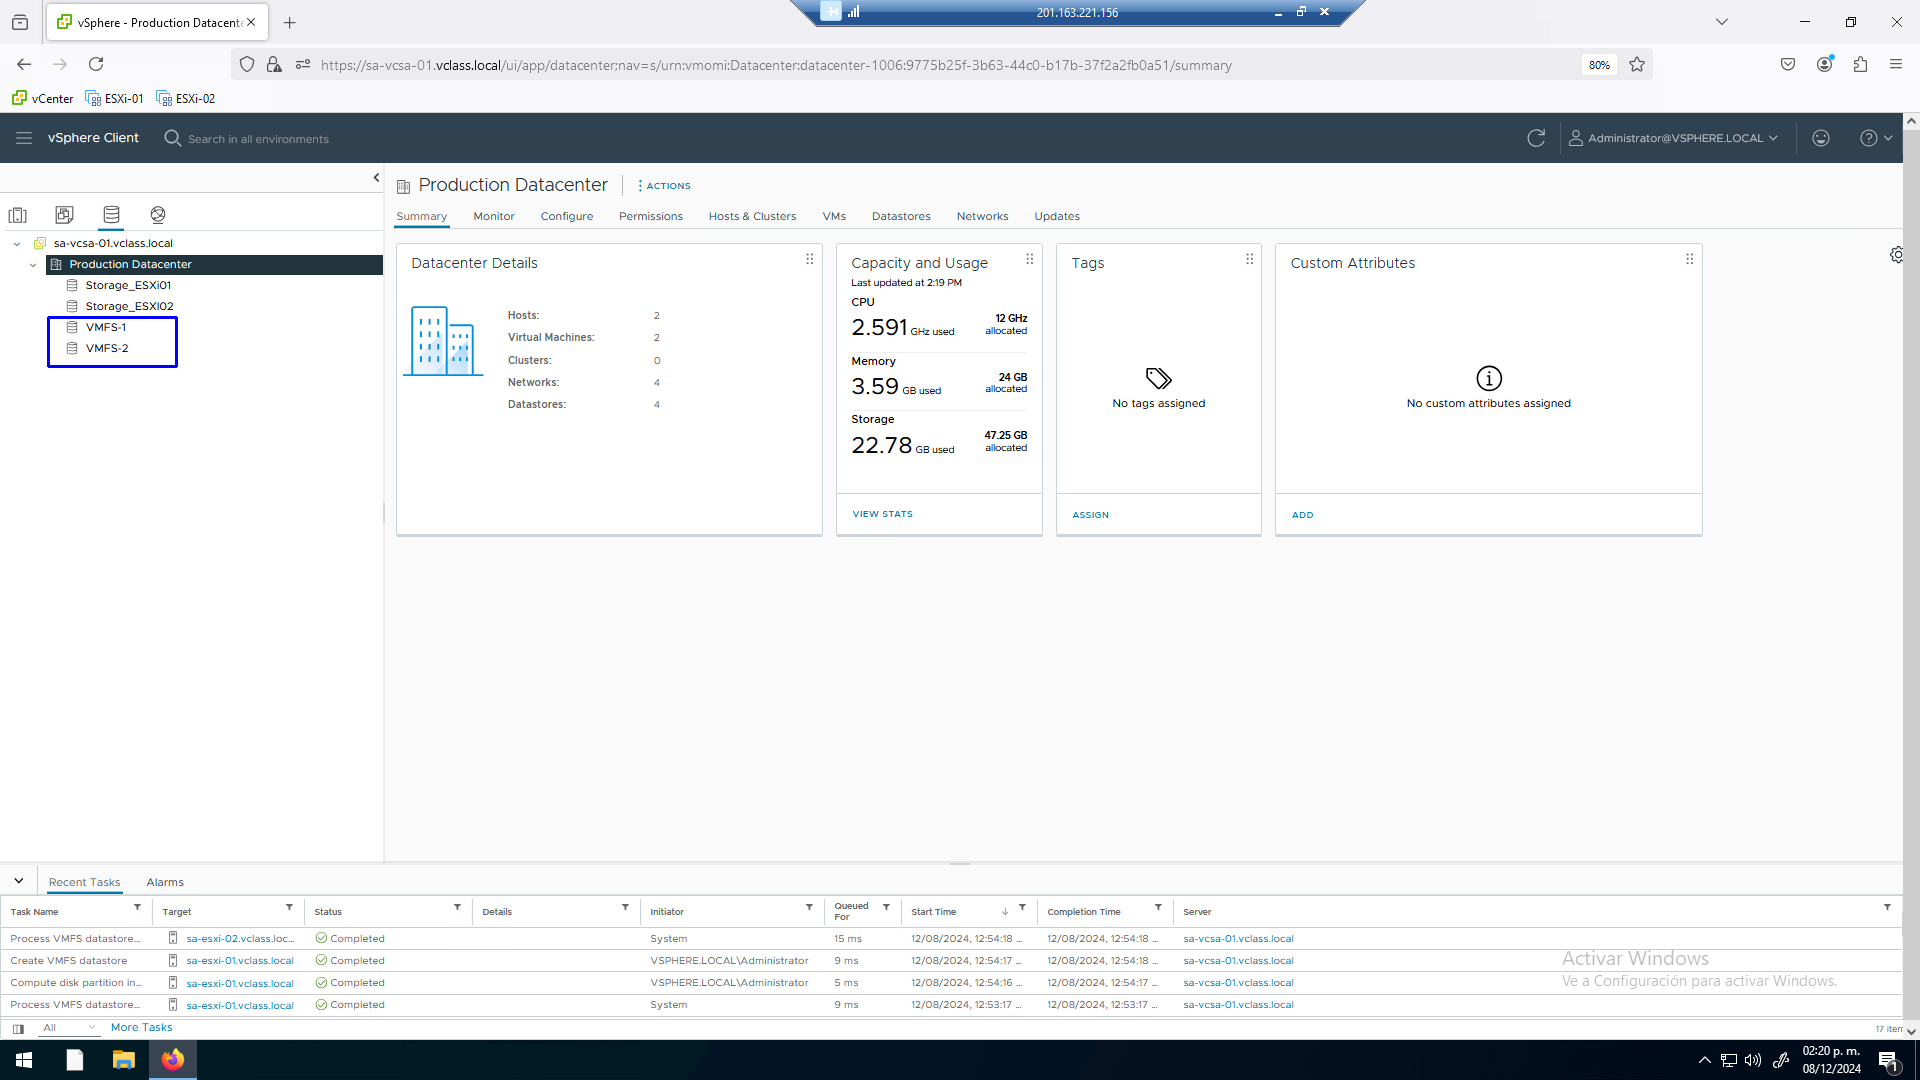 vSphere - Production Datacent
201.163.221.156
https://sa-vcsa-01.vclass.local/ui/app/datacenter;nav=s/urn:vmomi:Datacenter:datacenter-1006:9775b25f-3b63-44c0-b17b-37f2a2fb0a51/summary
80%
vCenter ESXi-01 ESXi-02
vSphere Client Search in all environments Administrator@VSPHERE.LOCAL
Production Datacenter ACTIONS
Summary Monitor Configure Permissions Hosts & Clusters VMs Datastores Networks Updates
sa-vcsa-01.vclass.local
Production Datacenter
Storage_ESXi01
Storage_ESXI02
VMFS-1
VMFS-2
Datacenter Details
Hosts: 2
Virtual Machines: 2
Clusters: 0
Networks: 4
Datastores: 4
Capacity and Usage
Last updated at 2:19 PM
CPU
2.591 GHz used 12 GHz allocated
Memory
3.59 GB used 24 GB allocated
Storage
22.78 GB used 47.25 GB allocated
VIEW STATS
Tags
No tags assigned
ASSIGN
Custom Attributes
No custom attributes assigned
ADD
Recent Tasks Alarms
Task Name Target Status Details Initiator Queued For Start Time Completion Time Server
Process VMFS datastore... sa-esxi-02.vclass.loc... Completed System 15 ms 12/08/2024, 12:54:18 ... 12/08/2024, 12:54:18 ... sa-vcsa-01.vclass.local
Create VMFS datastore sa-esxi-01.vclass.local Completed VSPHERE.LOCAL\Administrator 9 ms 12/08/2024, 12:54:17 ... 12/08/2024, 12:54:18 ... sa-vcsa-01.vclass.local
Compute disk partition in... sa-esxi-01.vclass.local Completed VSPHERE.LOCAL\Administrator 5 ms 12/08/2024, 12:54:16 ... 12/08/2024, 12:54:17 ... sa-vcsa-01.vclass.local
Process VMFS datastore... sa-esxi-01.vclass.local Completed System 9 ms 12/08/2024, 12:53:17 ... 12/08/2024, 12:53:17 ... sa-vcsa-01.vclass.local
All More Tasks 17 item
Activar Windows
Ve a Configuración para activar Windows.
02:20 p. m.
08/12/2024
1